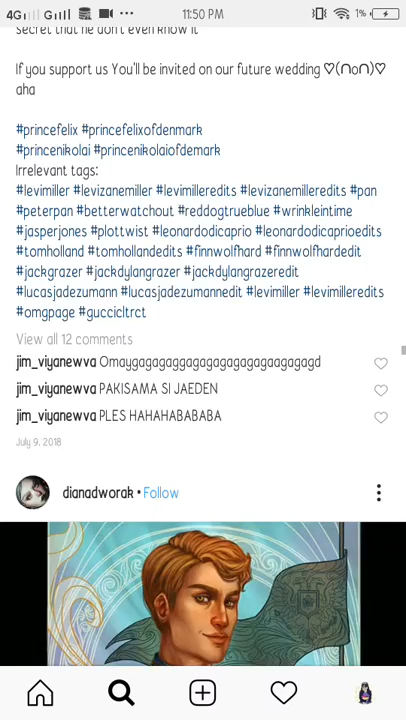 4G 11:50 PM 1%
secret that he don't even know it
If you support us You'll be invited on our future wedding ♡(∩o∩)♡
aha
#princefelix #princefelixofdenmark
#princenikolai #princenikolaiofdemark
Irrelevant tags:
#levimiller #levizanemiller #levimilleredits #levizanemilleredits #pan
#peterpan #betterwatchout #reddogtrueblue #wrinkleintime
#jasperjones #plottwist #leonardodicaprio #leonardodicaprioedits
#tomholland #tomhollandedits #finnwolfhard #finnwolfhardedit
#jackgrazer #jackdylangrazer #jackdylangrazeredit
#lucasjadezumann #lucasjadezumannedit #levimiller #levimilleredits
#omgpage #guccicltrct
View all 12 comments
jim_viyanewva Omaygagagaggagagagagagagaagagagd
jim_viyanewva PAKISAMA SI JAEDEN
jim_viyanewva PLES HAHAHABABABA
July 9, 2018
dianadworak • Follow